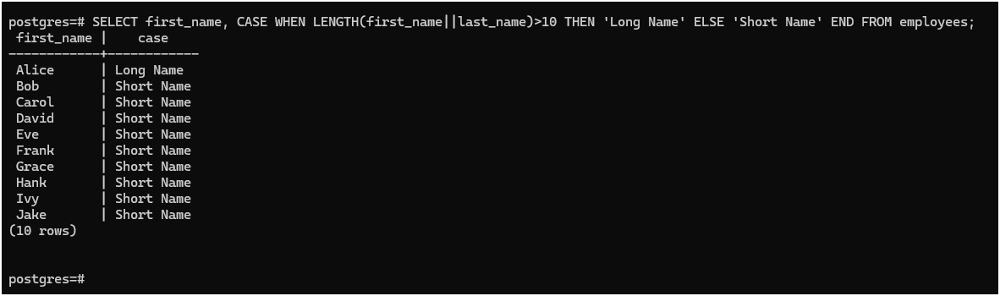 postgres=# SELECT first_name, CASE WHEN LENGTH(first_name||last_name)>10 THEN 'Long Name' ELSE 'Short Name' END FROM employees;
 first_name |    case
------------+------------
 Alice      | Long Name
 Bob        | Short Name
 Carol      | Short Name
 David      | Short Name
 Eve        | Short Name
 Frank      | Short Name
 Grace      | Short Name
 Hank       | Short Name
 Ivy        | Short Name
 Jake       | Short Name
(10 rows)
postgres=#